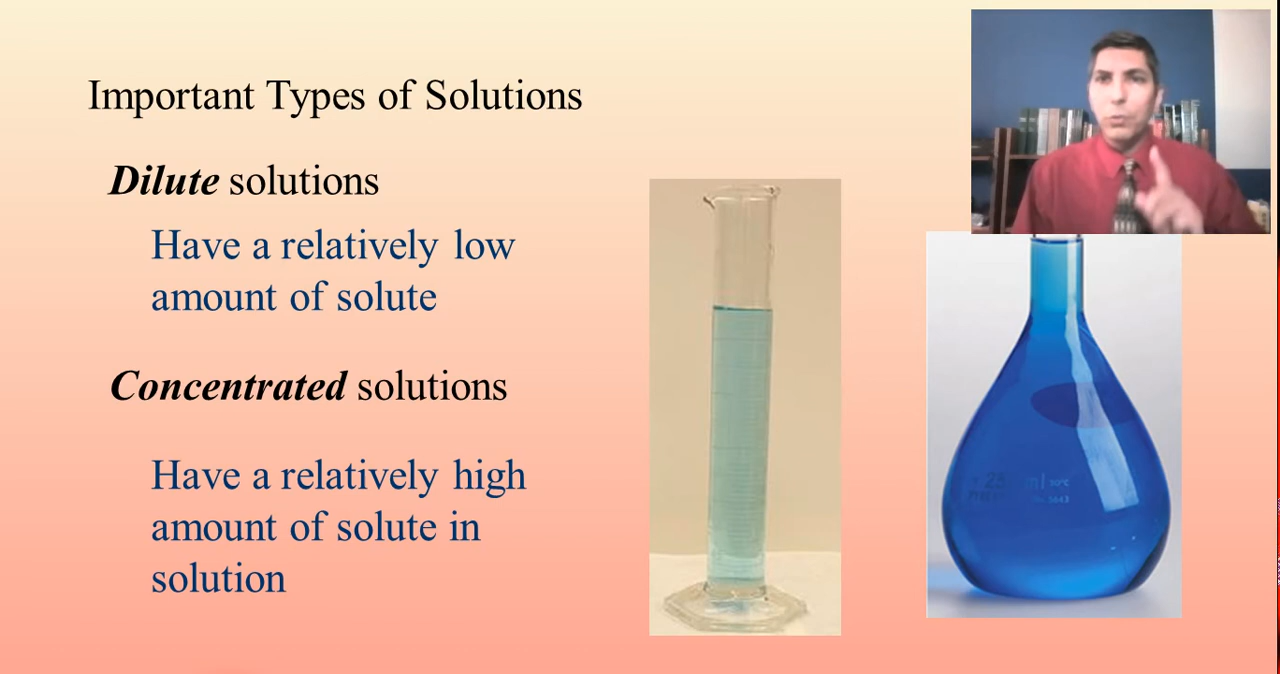 Important Types of Solutions
Dilute solutions
Have a relatively low
amount of solute
Concentrated solutions
Have a relatively high
amount of solute in
solution